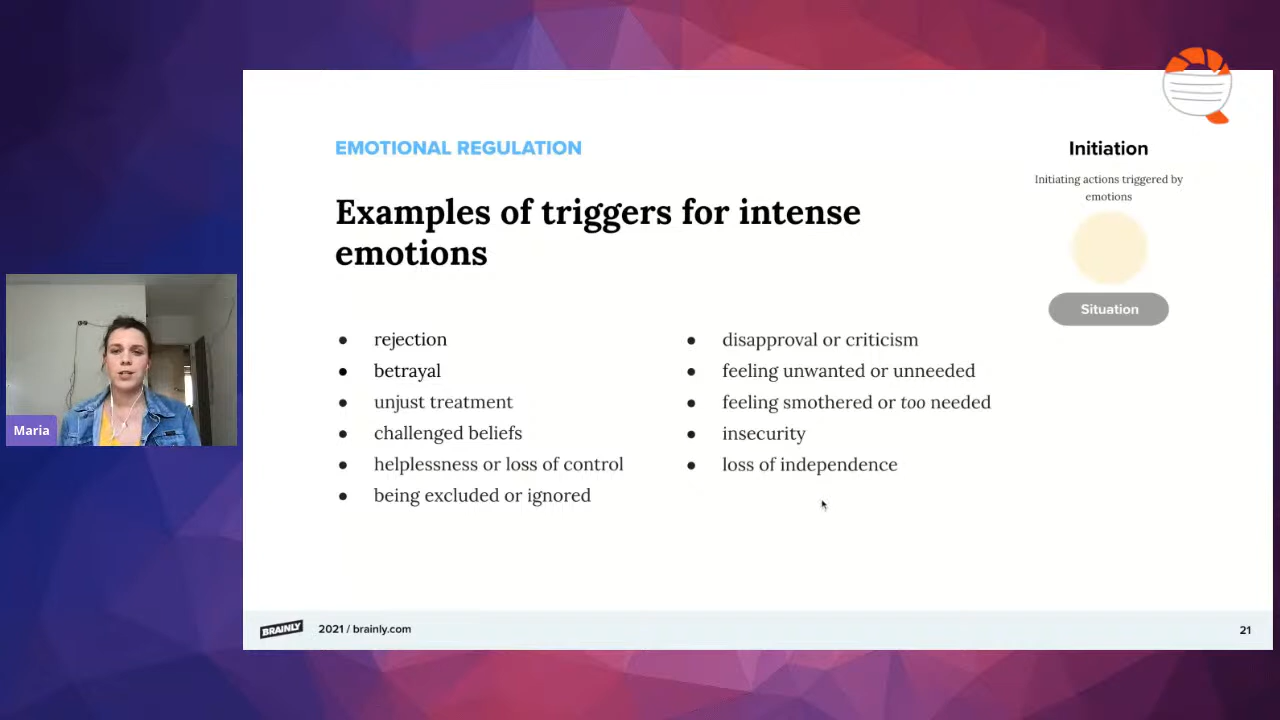 EMOTIONAL REGULATION
Examples of triggers for intense
emotions
● rejection
● betrayal
● unjust treatment
● challenged beliefs
● helplessness or loss of control
● being excluded or ignored
● disapproval or criticism
● feeling unwanted or unneeded
● feeling smothered or too needed
● insecurity
● loss of independence
Initiation
Initiating actions triggered by
emotions
Situation
Maria
BRAINLY
2021 / brainly.com
21